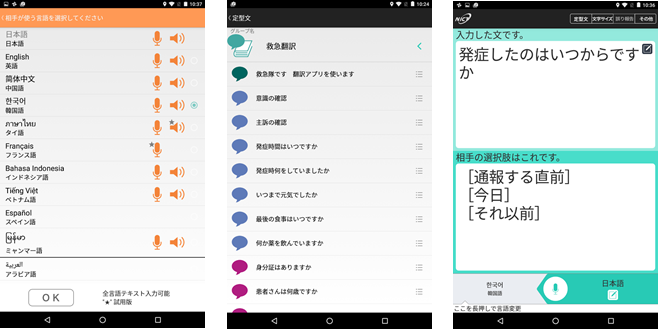 10:37
相手が使う言語を選択してください
日本語
日本語
English
英語
简体中文
中国語
한국어
韓国語
ภาษาไทย
タイ語
Français
フランス語
Bahasa Indonesia
インドネシア語
Tiếng Việt
ベトナム語
Español
スペイン語
မြန်မာ
ミャンマー語
العربية
アラビア語
OK
全言語テキスト入力可能
"★" 試用版
10:24
定型文
グループ名
救急翻訳
救急隊です 翻訳アプリを使います
意識の確認
主訴の確認
発症時間はいつですか
発症時何をしていましたか
いつまで元気でしたか
最後の食事はいつですか
何か薬を飲んでいますか
身分証はありますか
患者さんは何歳ですか
10:36
NICT
定型文
文字サイズ
誤り報告
その他
入力した文です。
発症したのはいつからです
か
相手の選択肢はこれです。
［通報する直前］
［今日］
［それ以前］
한국어
韓国語
日本語
ここを長押しで言語変更